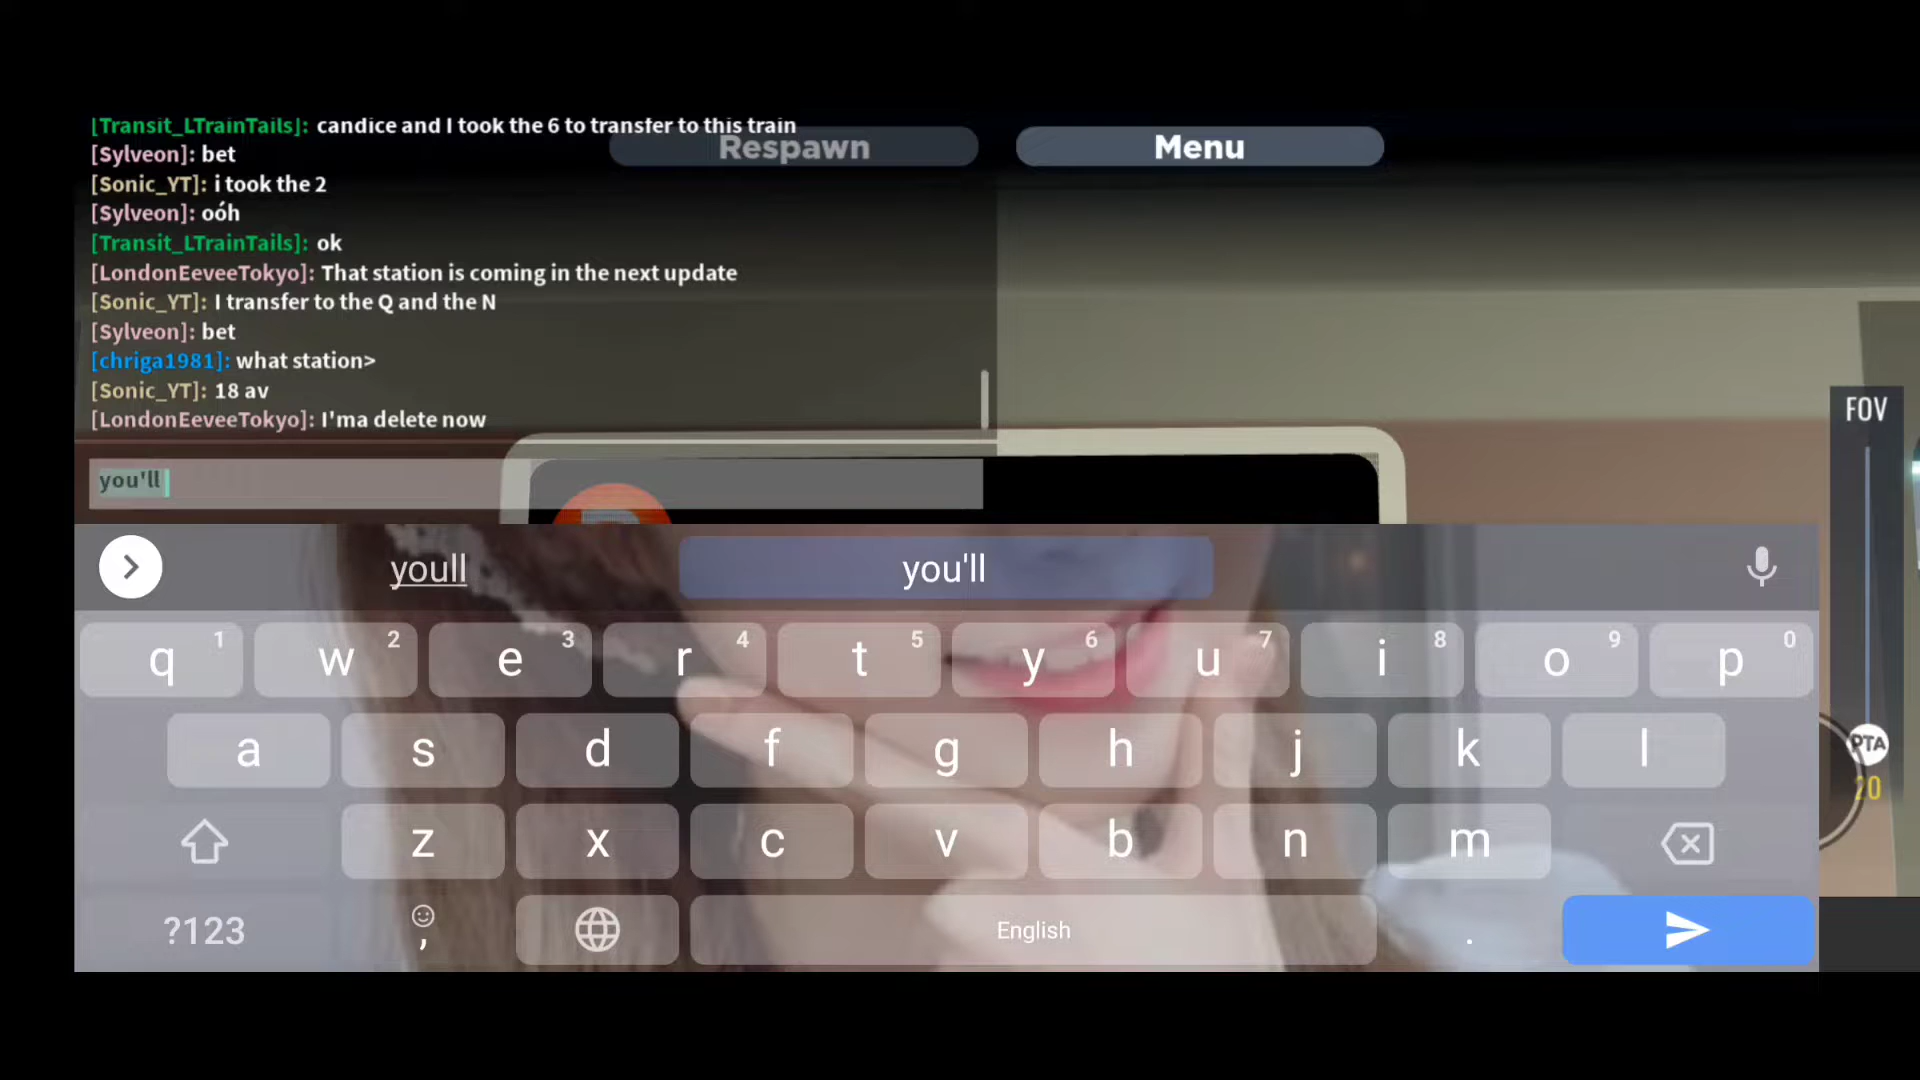 [Transit_LTrainTails]: candice and I took the 6 to transfer to this train
Respawn
Menu
[Sylveon]: bet
[Sonic_YT]: i took the 2
[Sylveon]: oóh
[Transit_LTrainTails]: ok
[LondonEeveeTokyo]: That station is coming in the next update
[Sonic_YT]: I transfer to the Q and the N
[Sylveon]: bet
[chriga1981]: what station>
[Sonic_YT]: 18 av
[LondonEeveeTokyo]: I'ma delete now
FOV
you'll
youll
you'll
q 1 w 2 e 3 r 4 t 5 y 6 u 7 i 8 o 9 p 0
a s d f g h j k l
PTA
20
z x c v b n m
?123 , English .